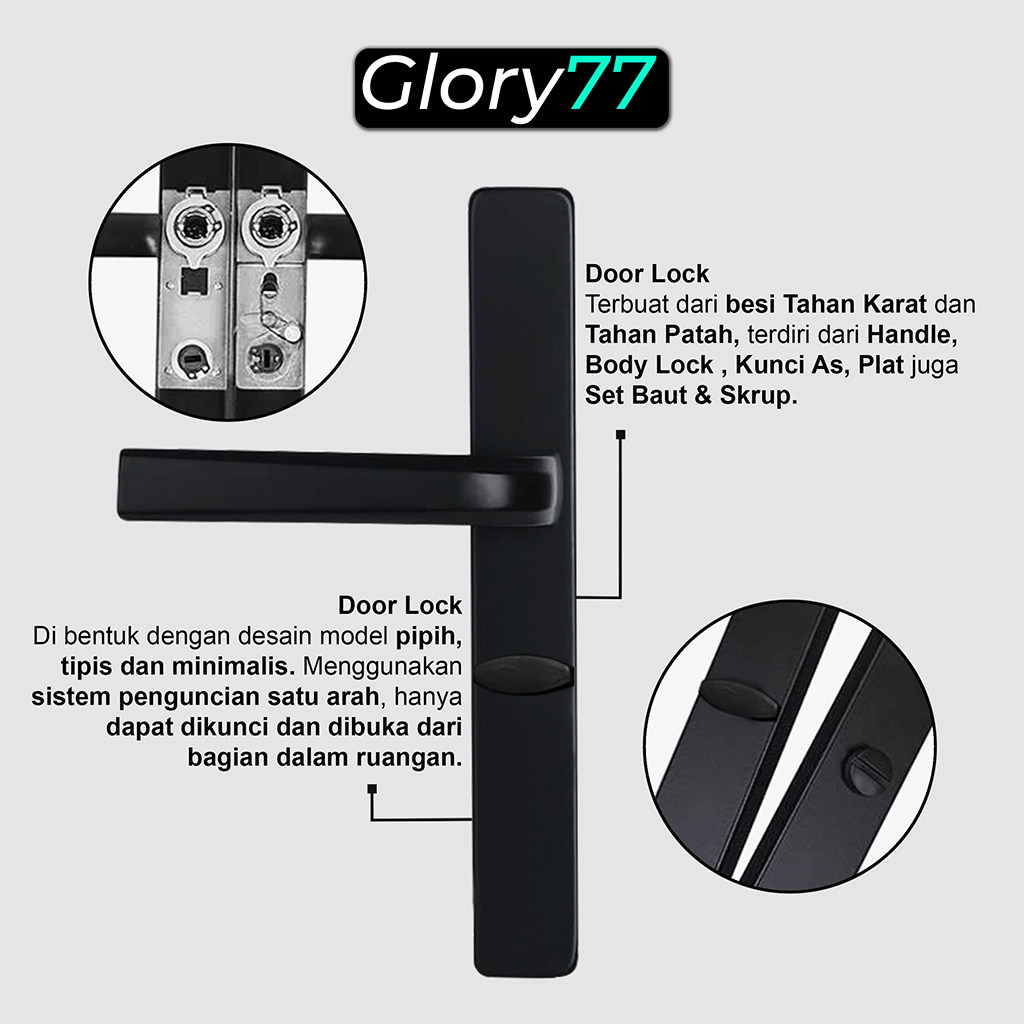 Glory77
Door Lock
Terbuat dari besi Tahan Karat dan
Tahan Patah, terdiri dari Handle,
Body Lock , Kunci As, Plat juga
Set Baut & Skrup.
Door Lock
Di bentuk dengan desain model pipih,
tipis dan minimalis. Menggunakan
sistem penguncian satu arah, hanya
dapat dikunci dan dibuka dari
bagian dalam ruangan.